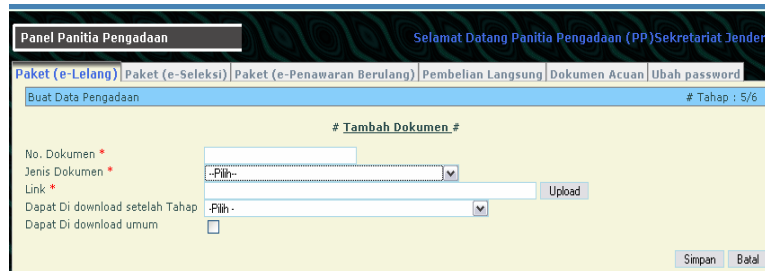 Panel Panitia Pengadaan
Selamat Datang Panitia Pengadaan (PP)Sekretariat Jender
Paket (e-Lelang) Paket (e-Seleksi) Paket (e-Penawaran Berulang) Pembelian Langsung Dokumen Acuan Ubah password
Buat Data Pengadaan # Tahap : 5/6
# Tambah Dokumen #
No. Dokumen *
Jenis Dokumen * --Pilih--
Link * Upload
Dapat Di download setelah Tahap -Pilih -
Dapat Di download umum
Simpan Batal